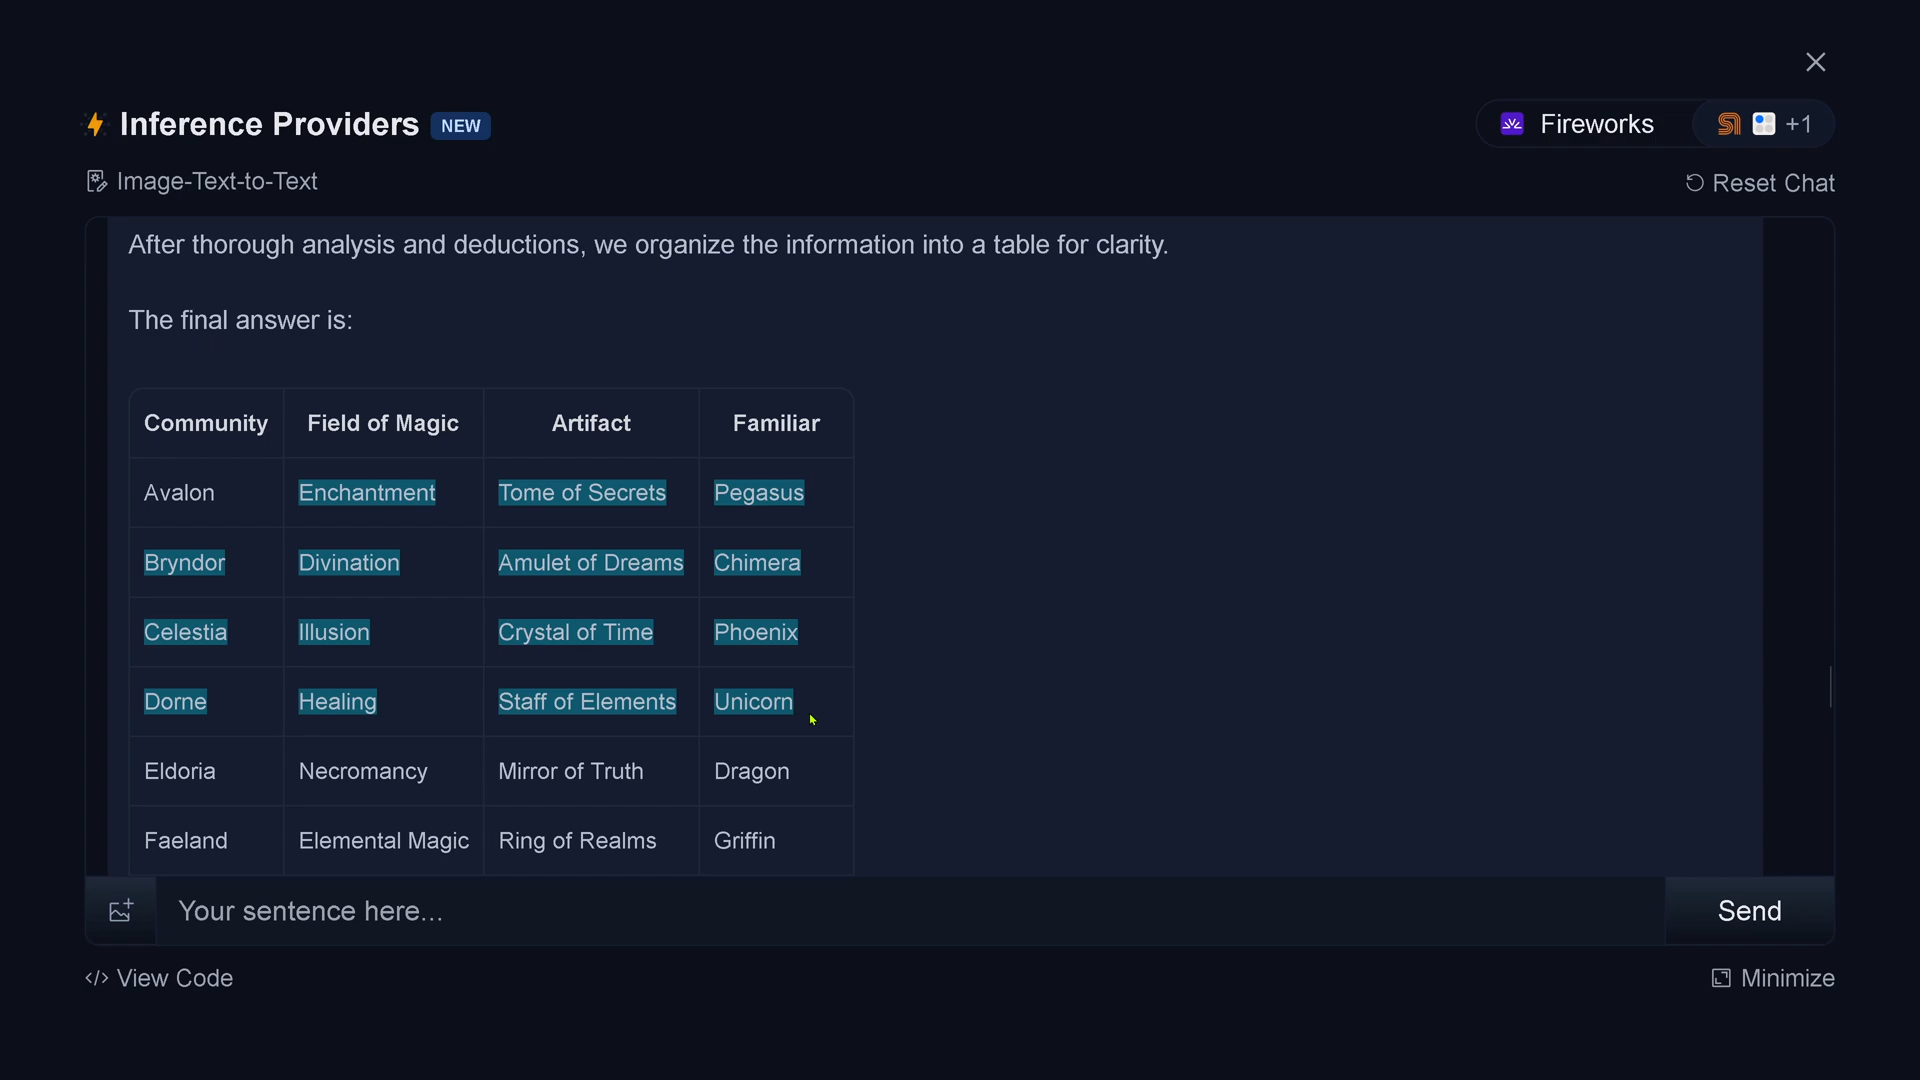 Inference Providers NEW
Fireworks +1
Image-Text-to-Text
Reset Chat
After thorough analysis and deductions, we organize the information into a table for clarity.
The final answer is:
Community Field of Magic Artifact Familiar
Avalon Enchantment Tome of Secrets Pegasus
Bryndor Divination Amulet of Dreams Chimera
Celestia Illusion Crystal of Time Phoenix
Dorne Healing Staff of Elements Unicorn
Eldoria Necromancy Mirror of Truth Dragon
Faeland Elemental Magic Ring of Realms Griffin
Your sentence here...
Send
</> View Code
Minimize